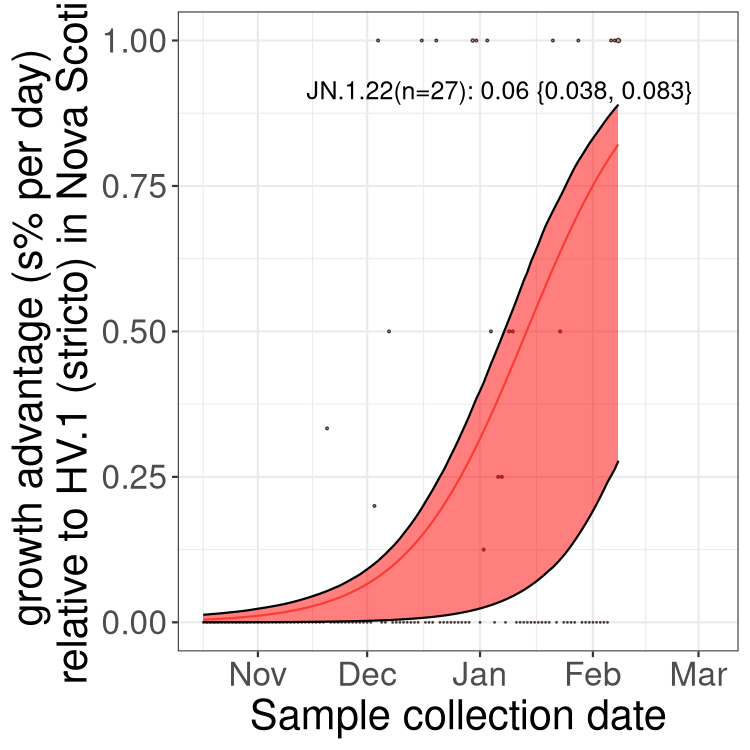 growth advantage (s% per day)
relative to HV.1 (stricto) in Nova Scoti
1.00
0.75
0.50
0.25
0.00
JN.1.22(n=27): 0.06 {0.038, 0.083}
Nov Dec Jan Feb Mar
Sample collection date